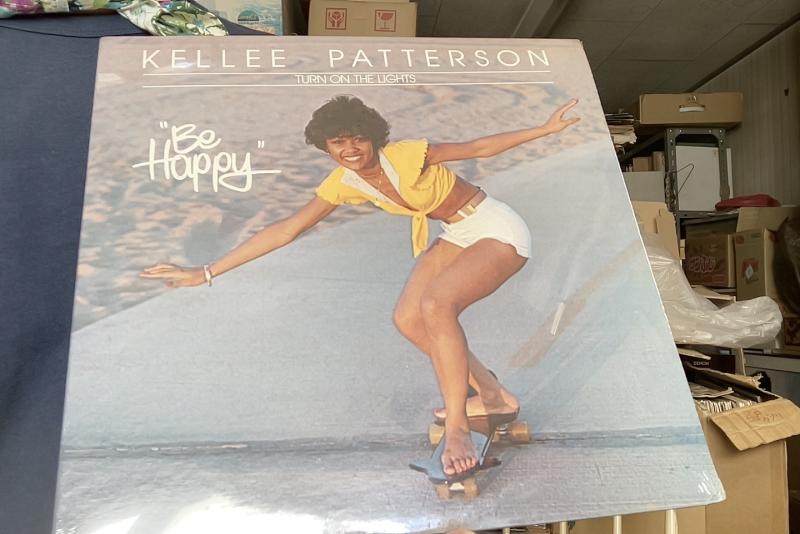 KELLEE PATTERSON
TURN ON THE LIGHTS
"Be
Happy"